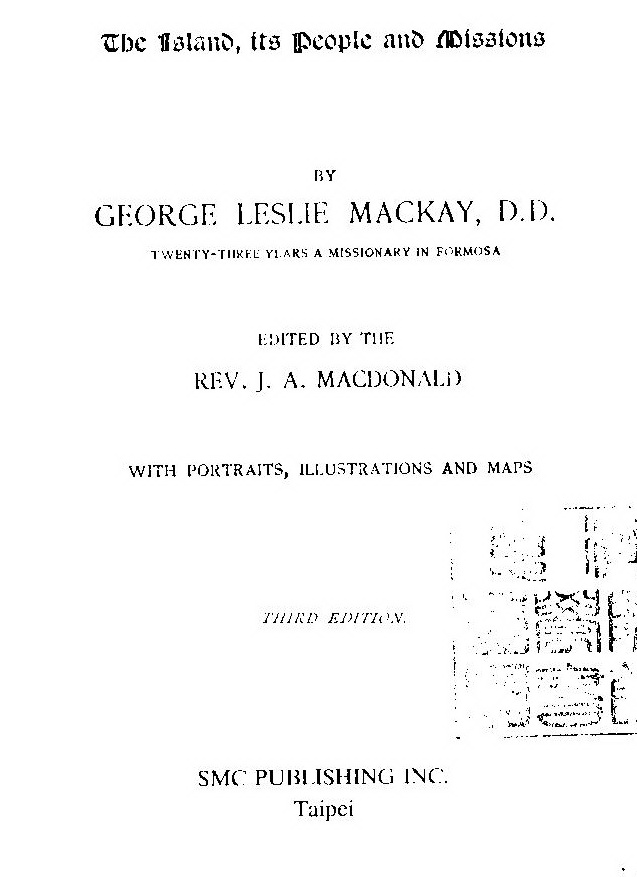 The Island, its People and Missions
BY
GEORGE LESLIE MACKAY, D.D.
TWENTY-THREE YEARS A MISSIONARY IN FORMOSA
EDITED BY THE
REV. J. A. MACDONALD
WITH PORTRAITS, ILLUSTRATIONS AND MAPS
THIRD EDITION.
SMC PUBLISHING INC.
Taipei